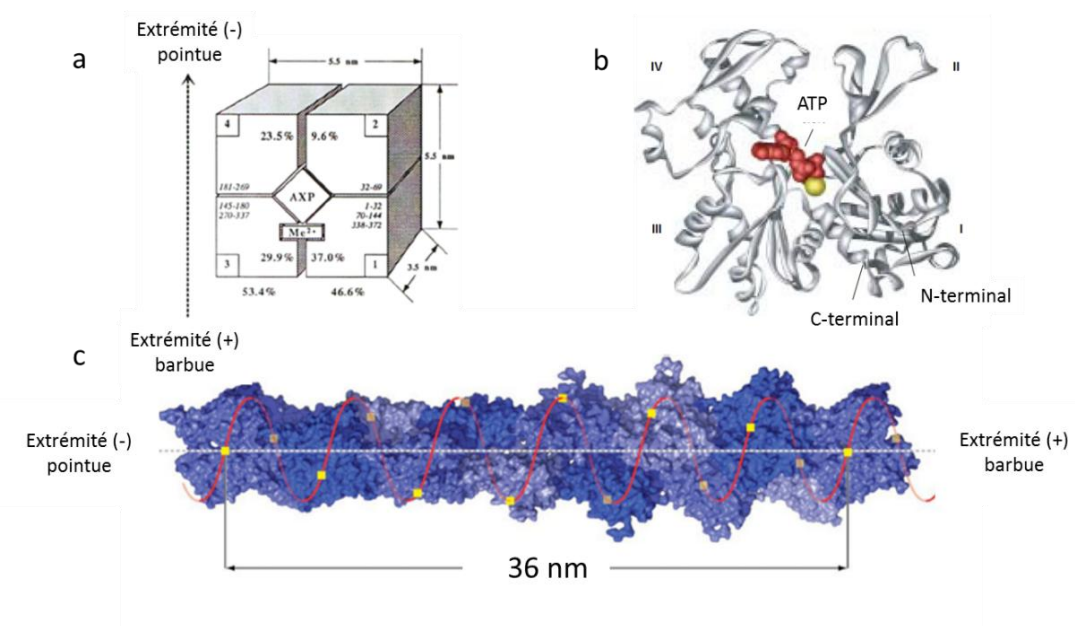 a
Extrémité (-)
pointue
5.5 nm
4
23.5%
9.6%
2
5.5 nm
181-269
32-69
AXP
145-180
270-337
1-32
70-144
338-372
Me2+
3
29.9%
37.0%
1
3.5 nm
53.4%
46.6%
Extrémité (+)
barbue
b
IV
II
ATP
III
I
N-terminal
C-terminal
c
Extrémité (-)
pointue
Extrémité (+)
barbue
36 nm